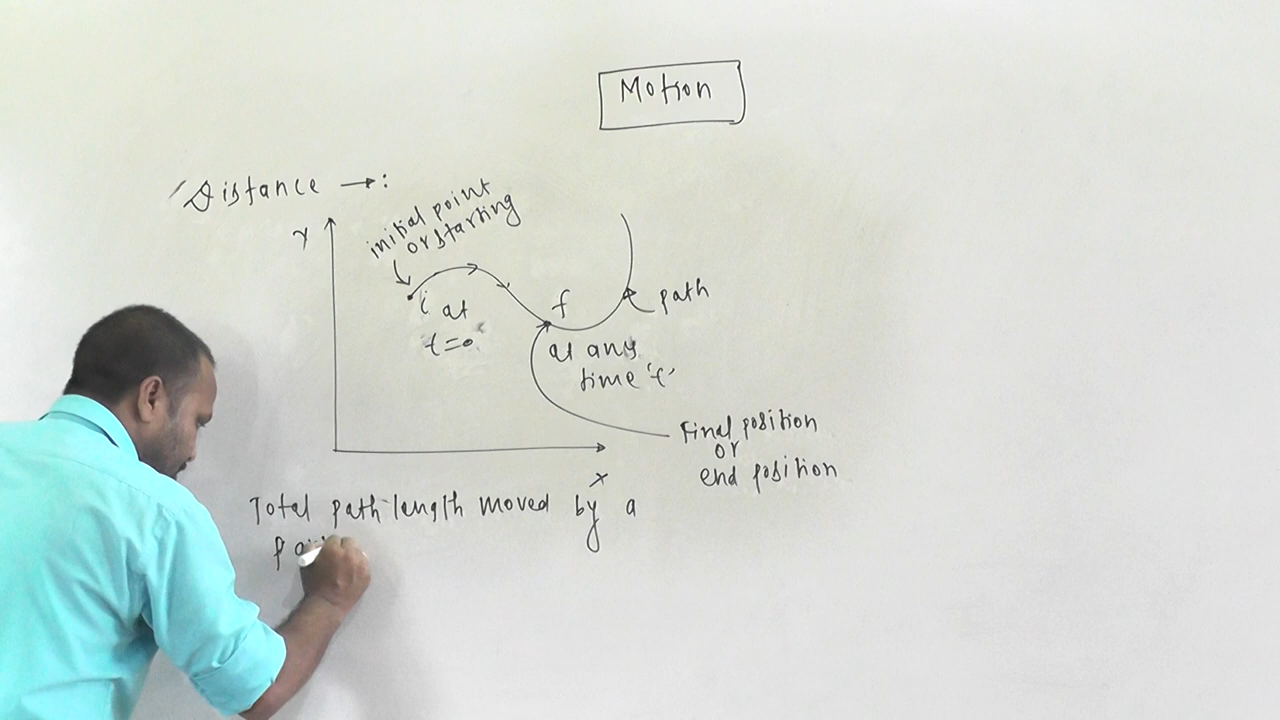 Motion
Distance →:
initial point
or starting
Y
i at
t=0
f
path
at any
time 't'
Final position
or
end position
X
Total path length moved by a